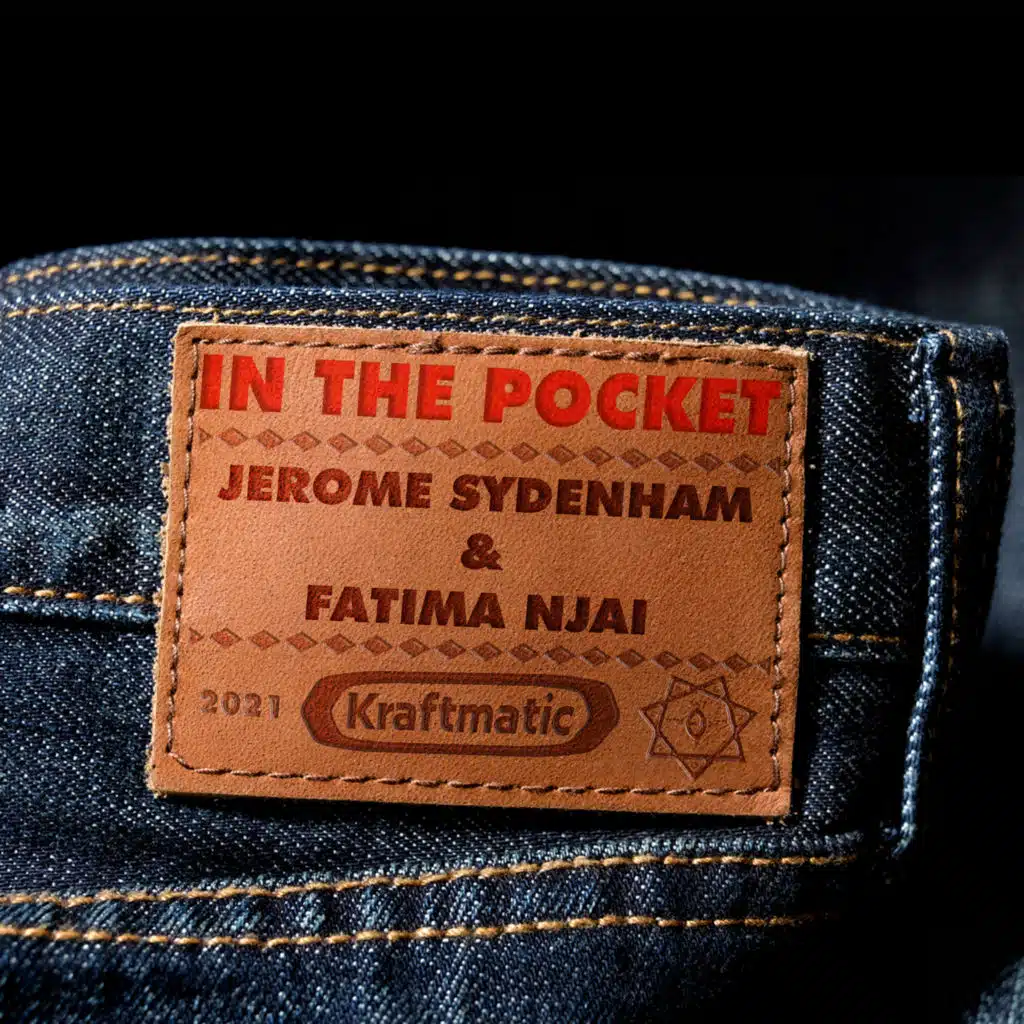 IN THE POCKET
JEROME SYDENHAM
&
FATIMA NJAI
2021 Kraftmatic